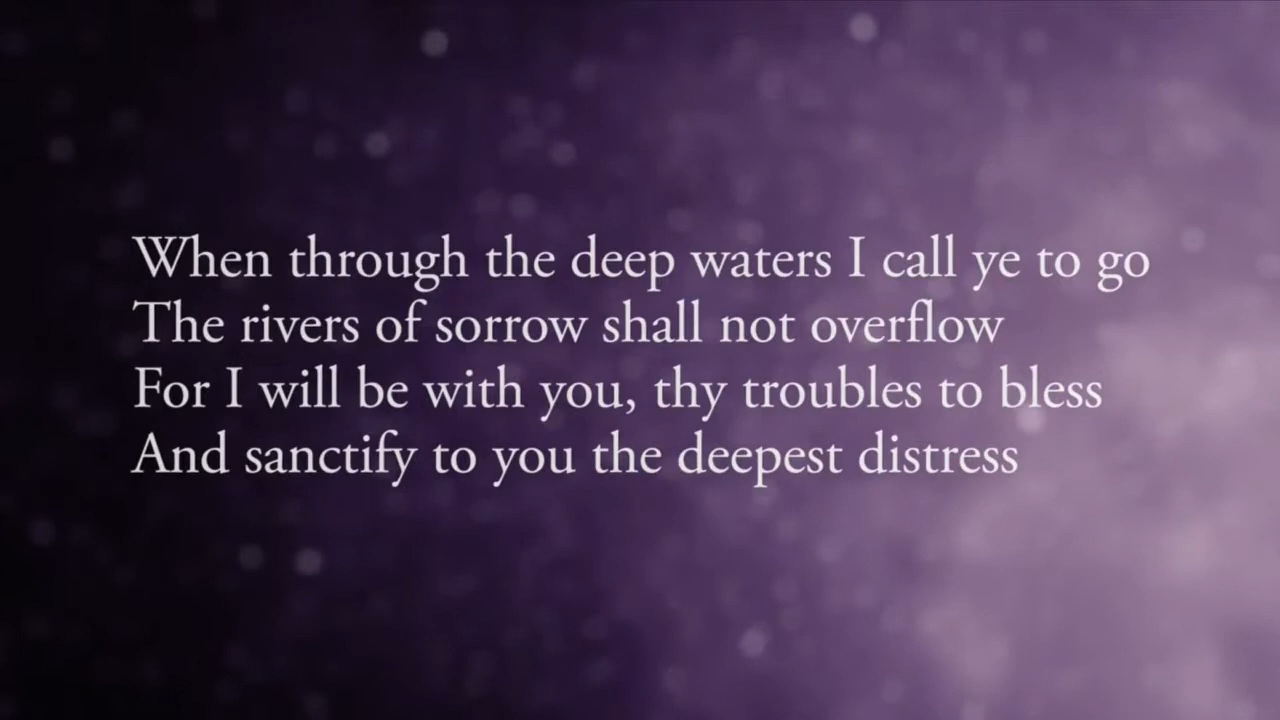 When through the deep waters I call ye to go
The rivers of sorrow shall not overflow
For I will be with you, thy troubles to bless
And sanctify to you the deepest distress